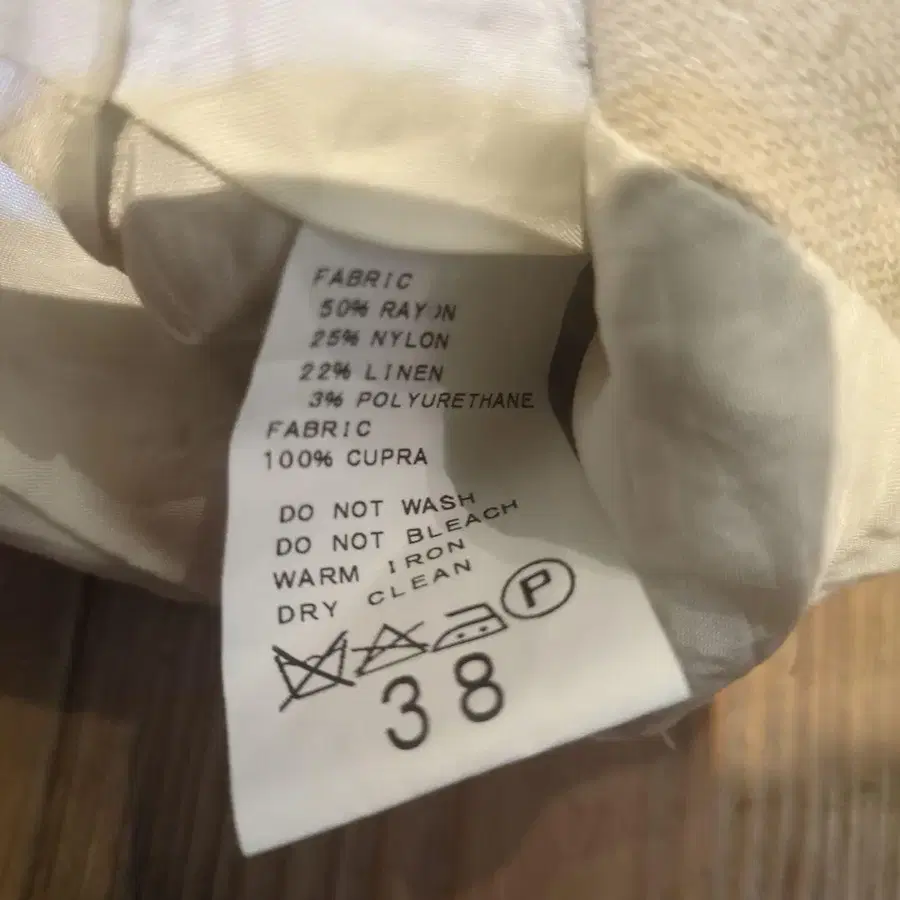 FABRIC
50% RAYON
25% NYLON
22% LINEN
3% POLYURETHANE
FABRIC
100% CUPRA
DO NOT WASH
DO NOT BLEACH
WARM IRON
DRY CLEAN
P
38